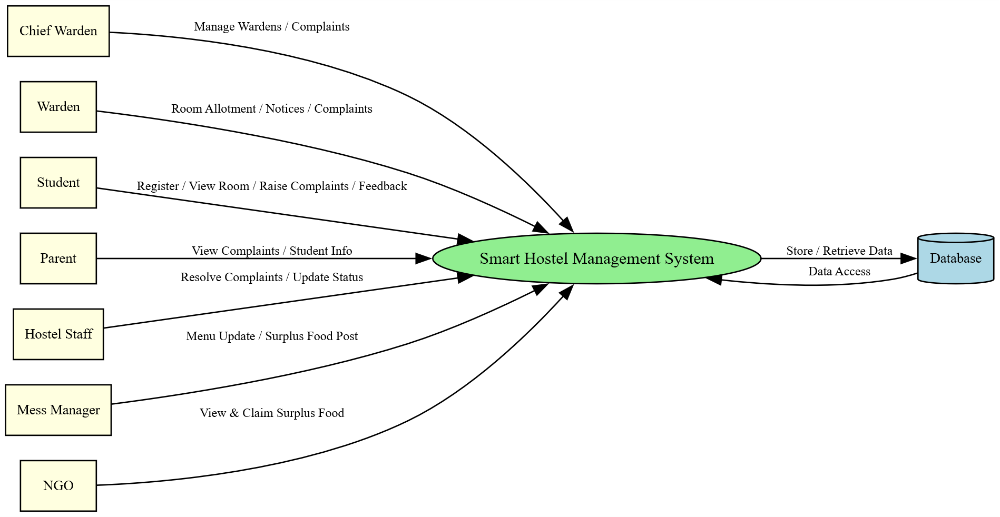 Chief Warden
Manage Wardens / Complaints
Warden
Room Allotment / Notices / Complaints
Student
Register / View Room / Raise Complaints / Feedback
Parent
View Complaints / Student Info
Smart Hostel Management System
Store / Retrieve Data
Database
Data Access
Resolve Complaints / Update Status
Hostel Staff
Menu Update / Surplus Food Post
Mess Manager
View & Claim Surplus Food
NGO